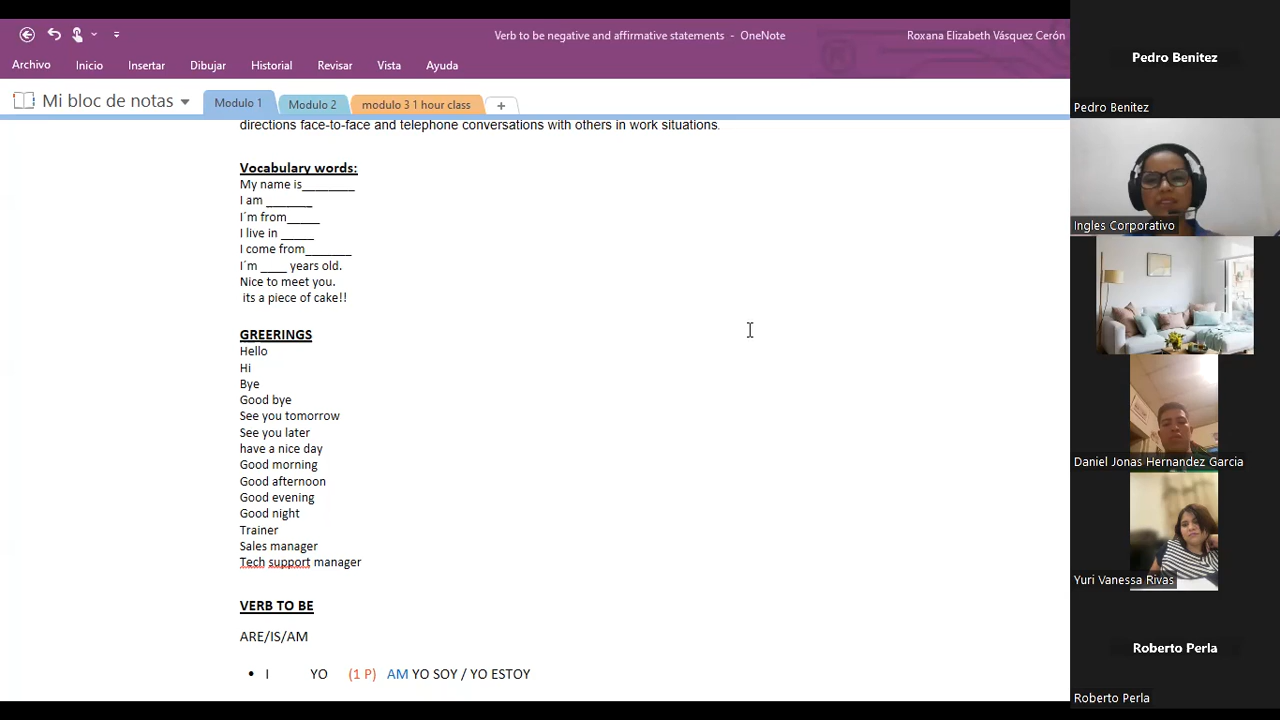 Verb to be negative and affirmative statements - OneNote
Roxana Elizabeth Vásquez Cerón
Archivo Inicio Insertar Dibujar Historial Revisar Vista Ayuda
Mi bloc de notas Modulo 1 Modulo 2 modulo 3 1 hour class +
directions face-to-face and telephone conversations with others in work situations.
Vocabulary words:
My name is________
I am _______
I´m from_____
I live in _____
I come from_______
I´m ____ years old.
Nice to meet you.
its a piece of cake!!
GREERINGS
Hello
Hi
Bye
Good bye
See you tomorrow
See you later
have a nice day
Good morning
Good afternoon
Good evening
Good night
Trainer
Sales manager
Tech support manager
VERB TO BE
ARE/IS/AM
• I YO (1 P) AM YO SOY / YO ESTOY
Pedro Benitez
Pedro Benitez
Ingles Corporativo
Daniel Jonas Hernandez Garcia
Yuri Vanessa Rivas
Roberto Perla
Roberto Perla